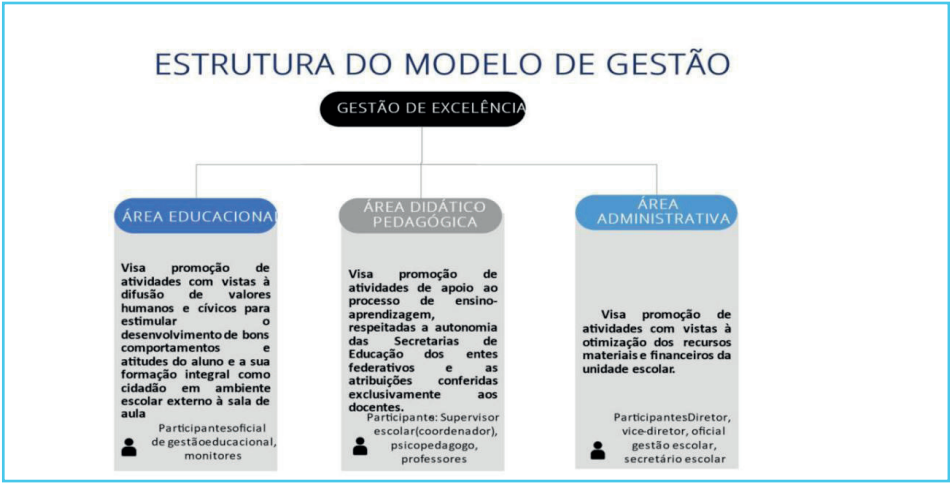 ESTRUTURA DO MODELO DE GESTÃO
GESTÃO DE EXCELÊNCIA
ÁREA EDUCACIONAL
Visa promoção de
atividades com vistas à
difusão de valores
humanos e cívicos para
estimular o
desenvolvimento de bons
comportamentos e
atitudes do aluno e a sua
formação integral como
cidadão em ambiente
escolar externo à sala de
aula
Participantesoficial
de gestãoeducacional,
monitores
ÁREA DIDÁTICO
PEDAGÓGICA
Visa promoção de
atividades de apoio ao
processo de ensino-
aprendizagem,
respeitadas a autonomia
das Secretarias de
Educação dos entes
federativos e as
atribuições conferidas
exclusivamente aos
docentes.
Participante: Supervisor
escolar(coordenador),
psicopedagogo,
professores
ÁREA
ADMINISTRATIVA
Visa promoção de
atividades com vistas à
otimização dos recursos
materiais e financeiros da
unidade escolar.
ParticipantesDiretor,
vice-diretor, oficial
gestão escolar,
secretário escolar